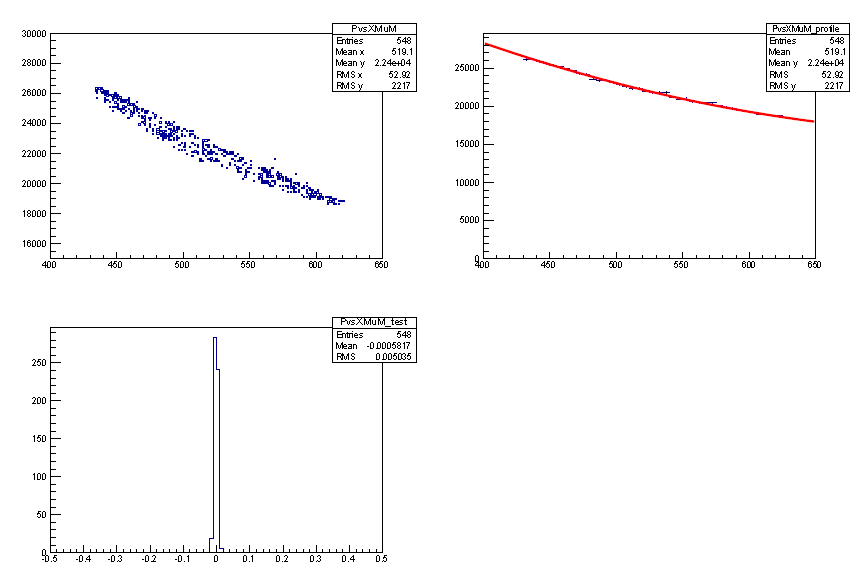 PvsXMuM
Entries 548
Mean x 519.1
Mean y 2.24e+04
RMS x 52.92
RMS y 2217
30000
28000
26000
24000
22000
20000
18000
16000
400 450 500 550 600 650
PvsXMuM_profile
Entries 548
Mean 519.1
Mean y 2.24e+04
RMS 52.92
RMS y 2217
25000
20000
15000
10000
5000
0
400 450 500 550 600 650
PvsXMuM_test
Entries 548
Mean -0.0005817
RMS 0.005035
250
200
150
100
50
0
-0.5 -0.4 -0.3 -0.2 -0.1 0 0.1 0.2 0.3 0.4 0.5